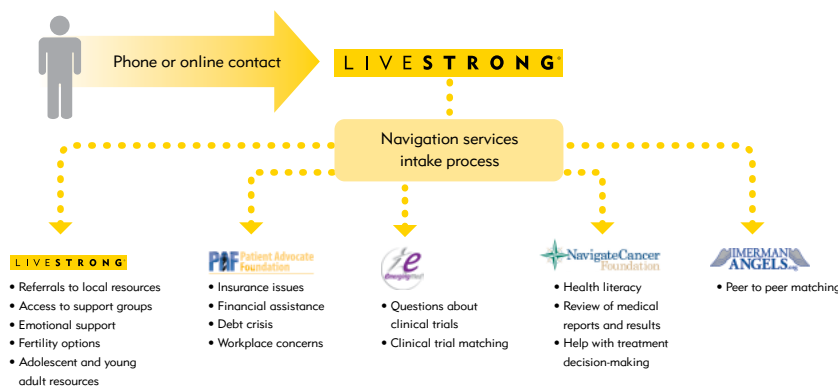 Phone or online contact
LIVESTRONG®
Navigation services
intake process
LIVESTRONG®
• Referrals to local resources
• Access to support groups
• Emotional support
• Fertility options
• Adolescent and young
adult resources
PAF Patient Advocate
Foundation
• Insurance issues
• Financial assistance
• Debt crisis
• Workplace concerns
e
EmergingMed
• Questions about
clinical trials
• Clinical trial matching
NavigateCancer
Foundation
• Health literacy
• Review of medical
reports and results
• Help with treatment
decision-making
IMERMAN
ANGELS.org
• Peer to peer matching